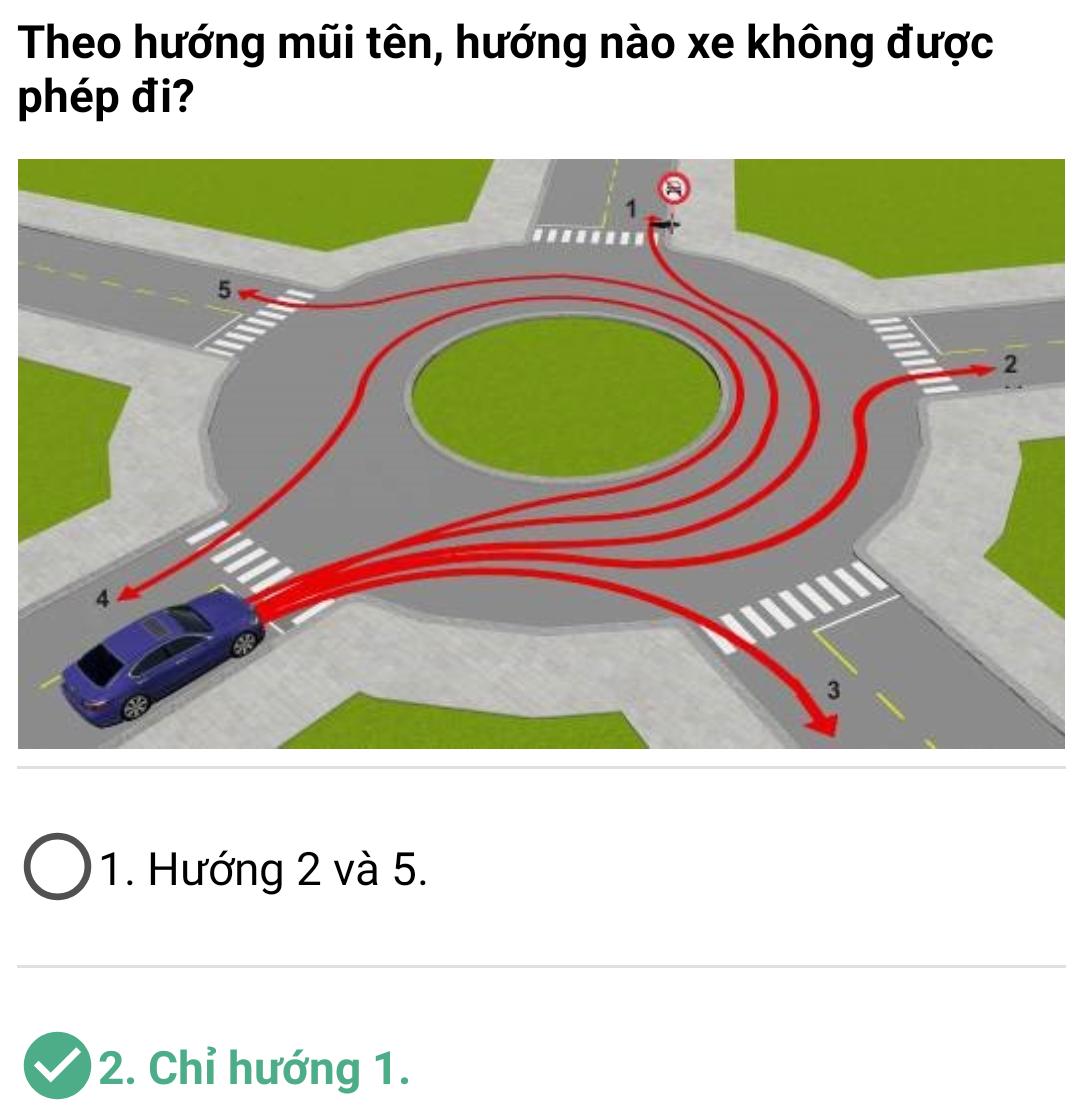 Theo hướng mũi tên, hướng nào xe không được
phép đi?
1
5
2
4
3
1. Hướng 2 và 5.
2. Chỉ hướng 1.